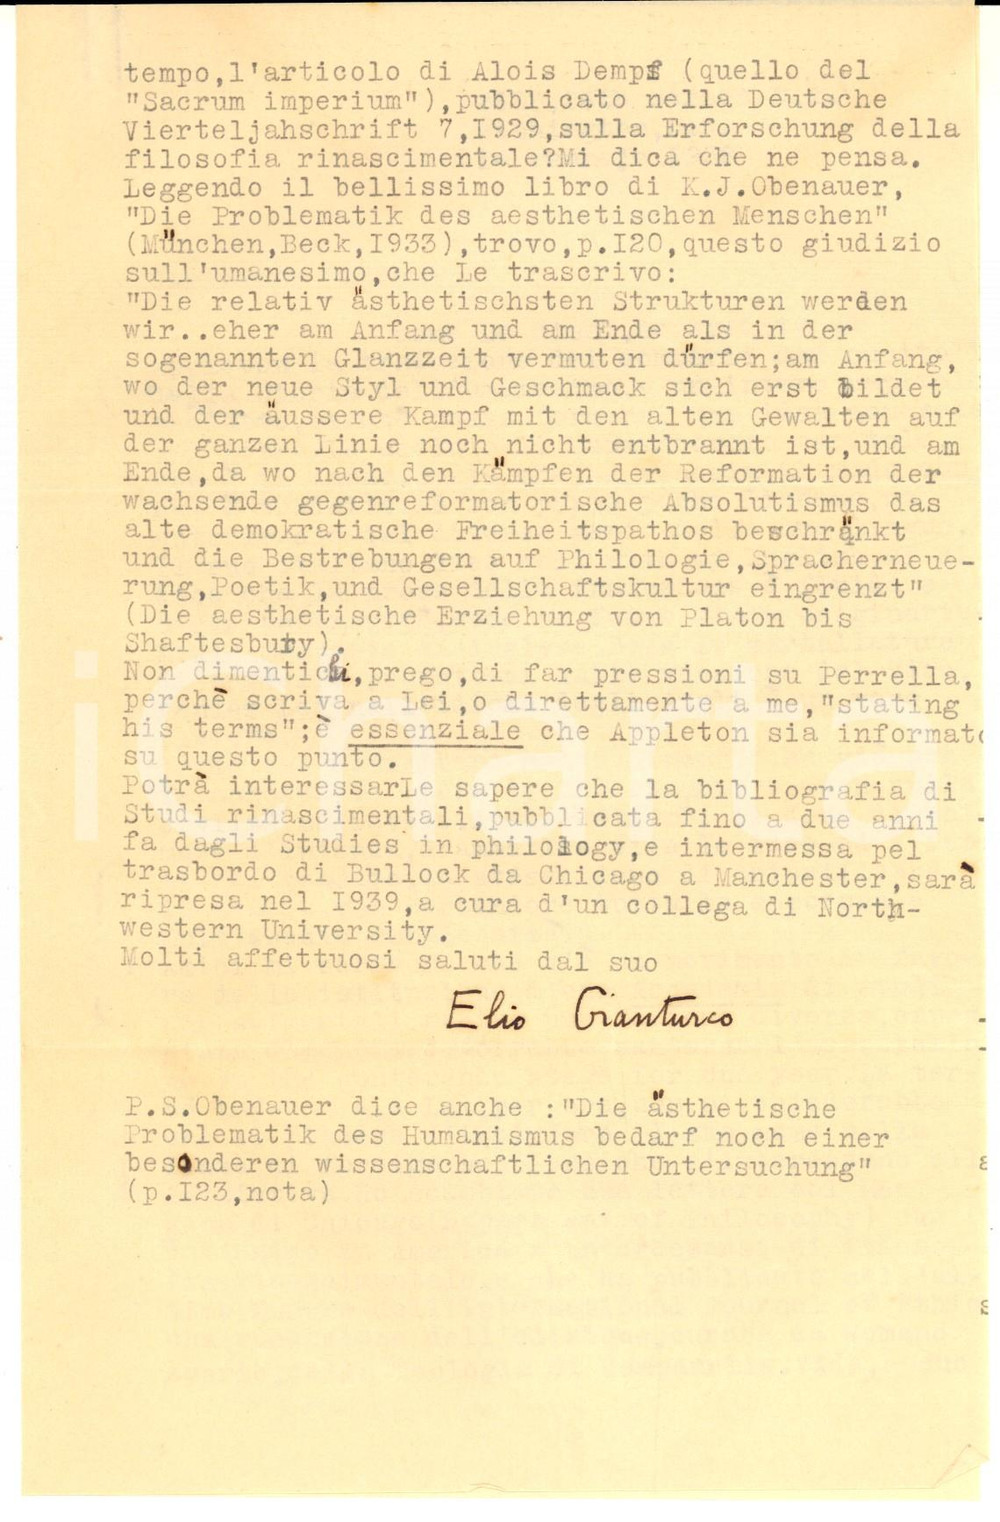 tempo,l'articolo di Alois Dempf (quello del
"Sacrum imperium"),pubblicato nella Deutsche
Vierteljahschrift 7,I929,sulla Erforschung della
filosofia rinascimentale?Mi dica che ne pensa.
Leggendo il bellissimo libro di K.J.Obenauer,
"Die Problematik des aesthetischen Menschen"
(München,Beck,I933),trovo,p.I20,questo giudizio
sull'umanesimo,che Le trascrivo:
"Die relativ ästhetischsten Strukturen werden
wir..eher am Anfang und am Ende als in der
sogenannten Glanzzeit vermuten dürfen;am Anfang,
wo der neue Styl und Geschmack sich erst bildet
und der äussere Kampf mit den alten Gewalten auf
der ganzen Linie noch nicht entbrannt ist,und am
Ende,da wo nach den Kämpfen der Reformation der
wachsende gegenreformatorische Absolutismus das
alte demokratische Freiheitspathos beschränkt
und die Bestrebungen auf Philologie,Spracherneue-
rung,Poetik,und Gesellschaftskultur eingrenzt"
(Die aesthetische Erziehung von Platon bis
Shaftesbury).
Non dimentichi,prego,di far pressioni su Perrella,
perchè scriva a Lei,o direttamente a me,"stating
his terms";è essenziale che Appleton sia informato
su questo punto.
Potrà interessarLe sapere che la bibliografia di
Studi rinascimentali,pubblicata fino a due anni
fa dagli Studies in philology,e intermessa pel
trasbordo di Bullock da Chicago a Manchester,sarà
ripresa nel I939,a cura d'un collega di North-
western University.
Molti affettuosi saluti dal suo
Elio Gianturco
P.S.Obenauer dice anche :"Die ästhetische
Problematik des Humanismus bedarf noch einer
besonderen wissenschaftlichen Untersuchung"
(p.I23,nota)